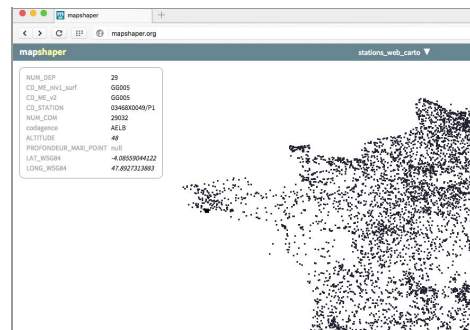 mapshaper
mapshaper.org
mapshaper
stations_web_carto ▼
NUM_DEP 29
CD_ME_niv1_surf GG005
CD_ME_v2 GG005
CD_STATION 03468X0049/P1
NUM_COM 29032
codagence AELB
ALTITUDE 48
PROFONDEUR_MAXI_POINT null
LAT_WSG84 -4.08559044122
LONG_WSG84 47.8927313883